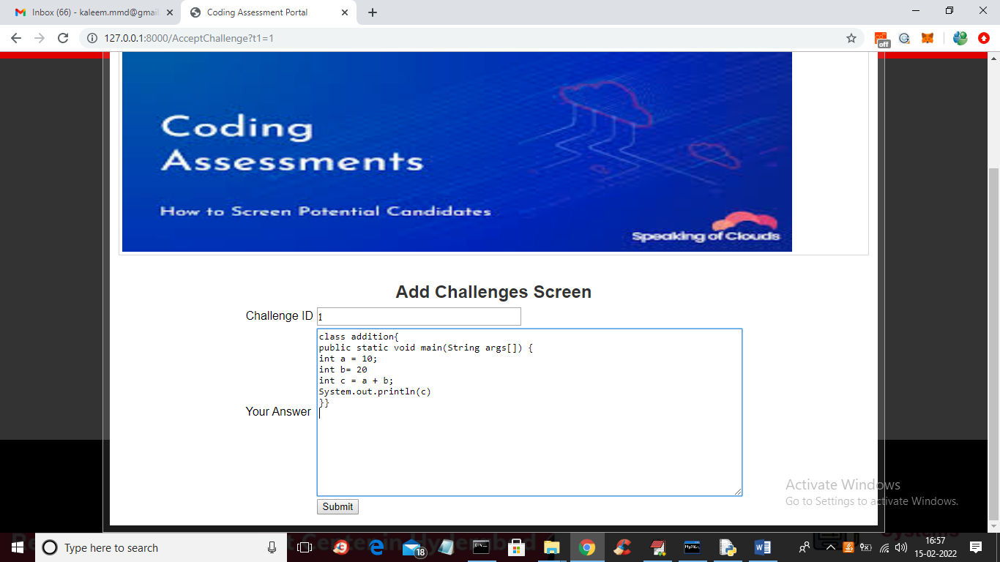 Inbox (66) - kaleem.mmd@gmail
Coding Assessment Portal
127.0.0.1:8000/AcceptChallenge?t1=1
off
Coding
Assessments
How to Screen Potential Candidates
Speaking of Clouds
Add Challenges Screen
Challenge ID 1
Your Answer
class addition{
public static void main(String args[]) {
int a = 10;
int b= 20
int c = a + b;
System.out.println(c)
}}
Submit
Activate Windows
Go to Settings to activate Windows.
Type here to search
18
MySQL
16:57
15-02-2022